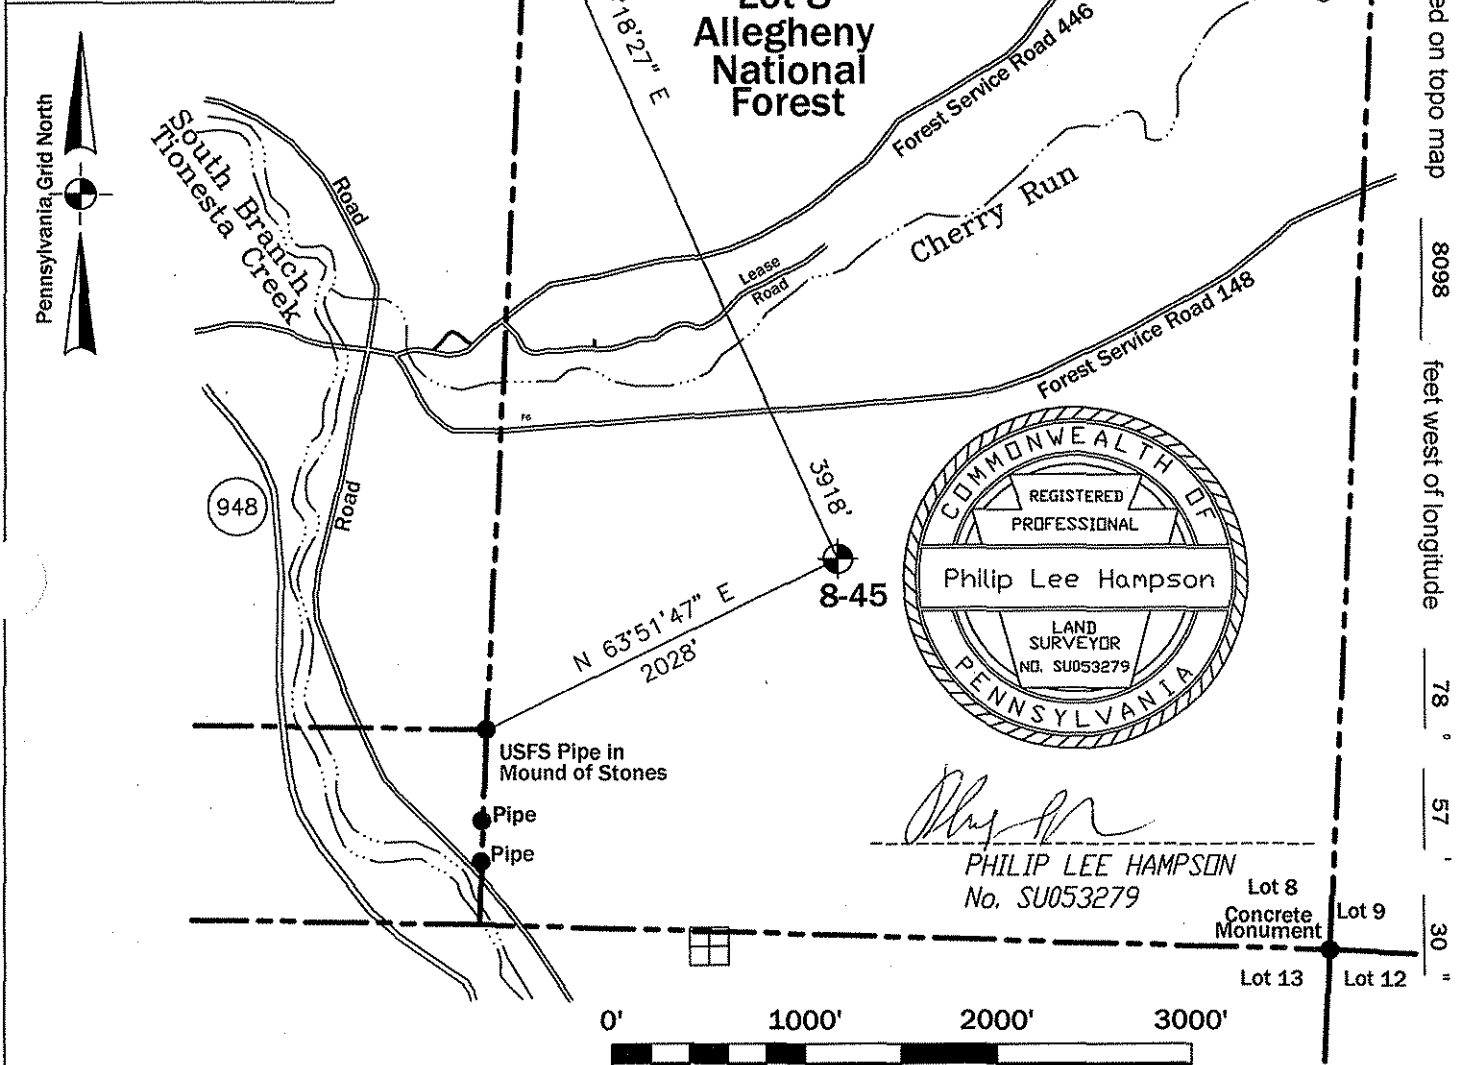 Lot 8
Allegheny
National
Forest
18'27" E
Forest Service Road 446
Pennsylvania Grid North
South Branch
Tionesta Creek
Road
Cherry Run
Lease
Road
Forest Service Road 148
948
Road
3918'
8-45
N 63°51'47" E
2028'
COMMONWEALTH OF
REGISTERED
PROFESSIONAL
Philip Lee Hampson
LAND
SURVEYOR
NO. SU053279
PENNSYLVANIA
USFS Pipe in
Mound of Stones
Pipe
Pipe
PHILIP LEE HAMPSON
No. SU053279
Lot 8
Lot 9
Concrete
Monument
Lot 13
Lot 12
0' 1000' 2000' 3000'
ed on topo map 8098 feet west of longitude 78 ° 57 ' 30 "